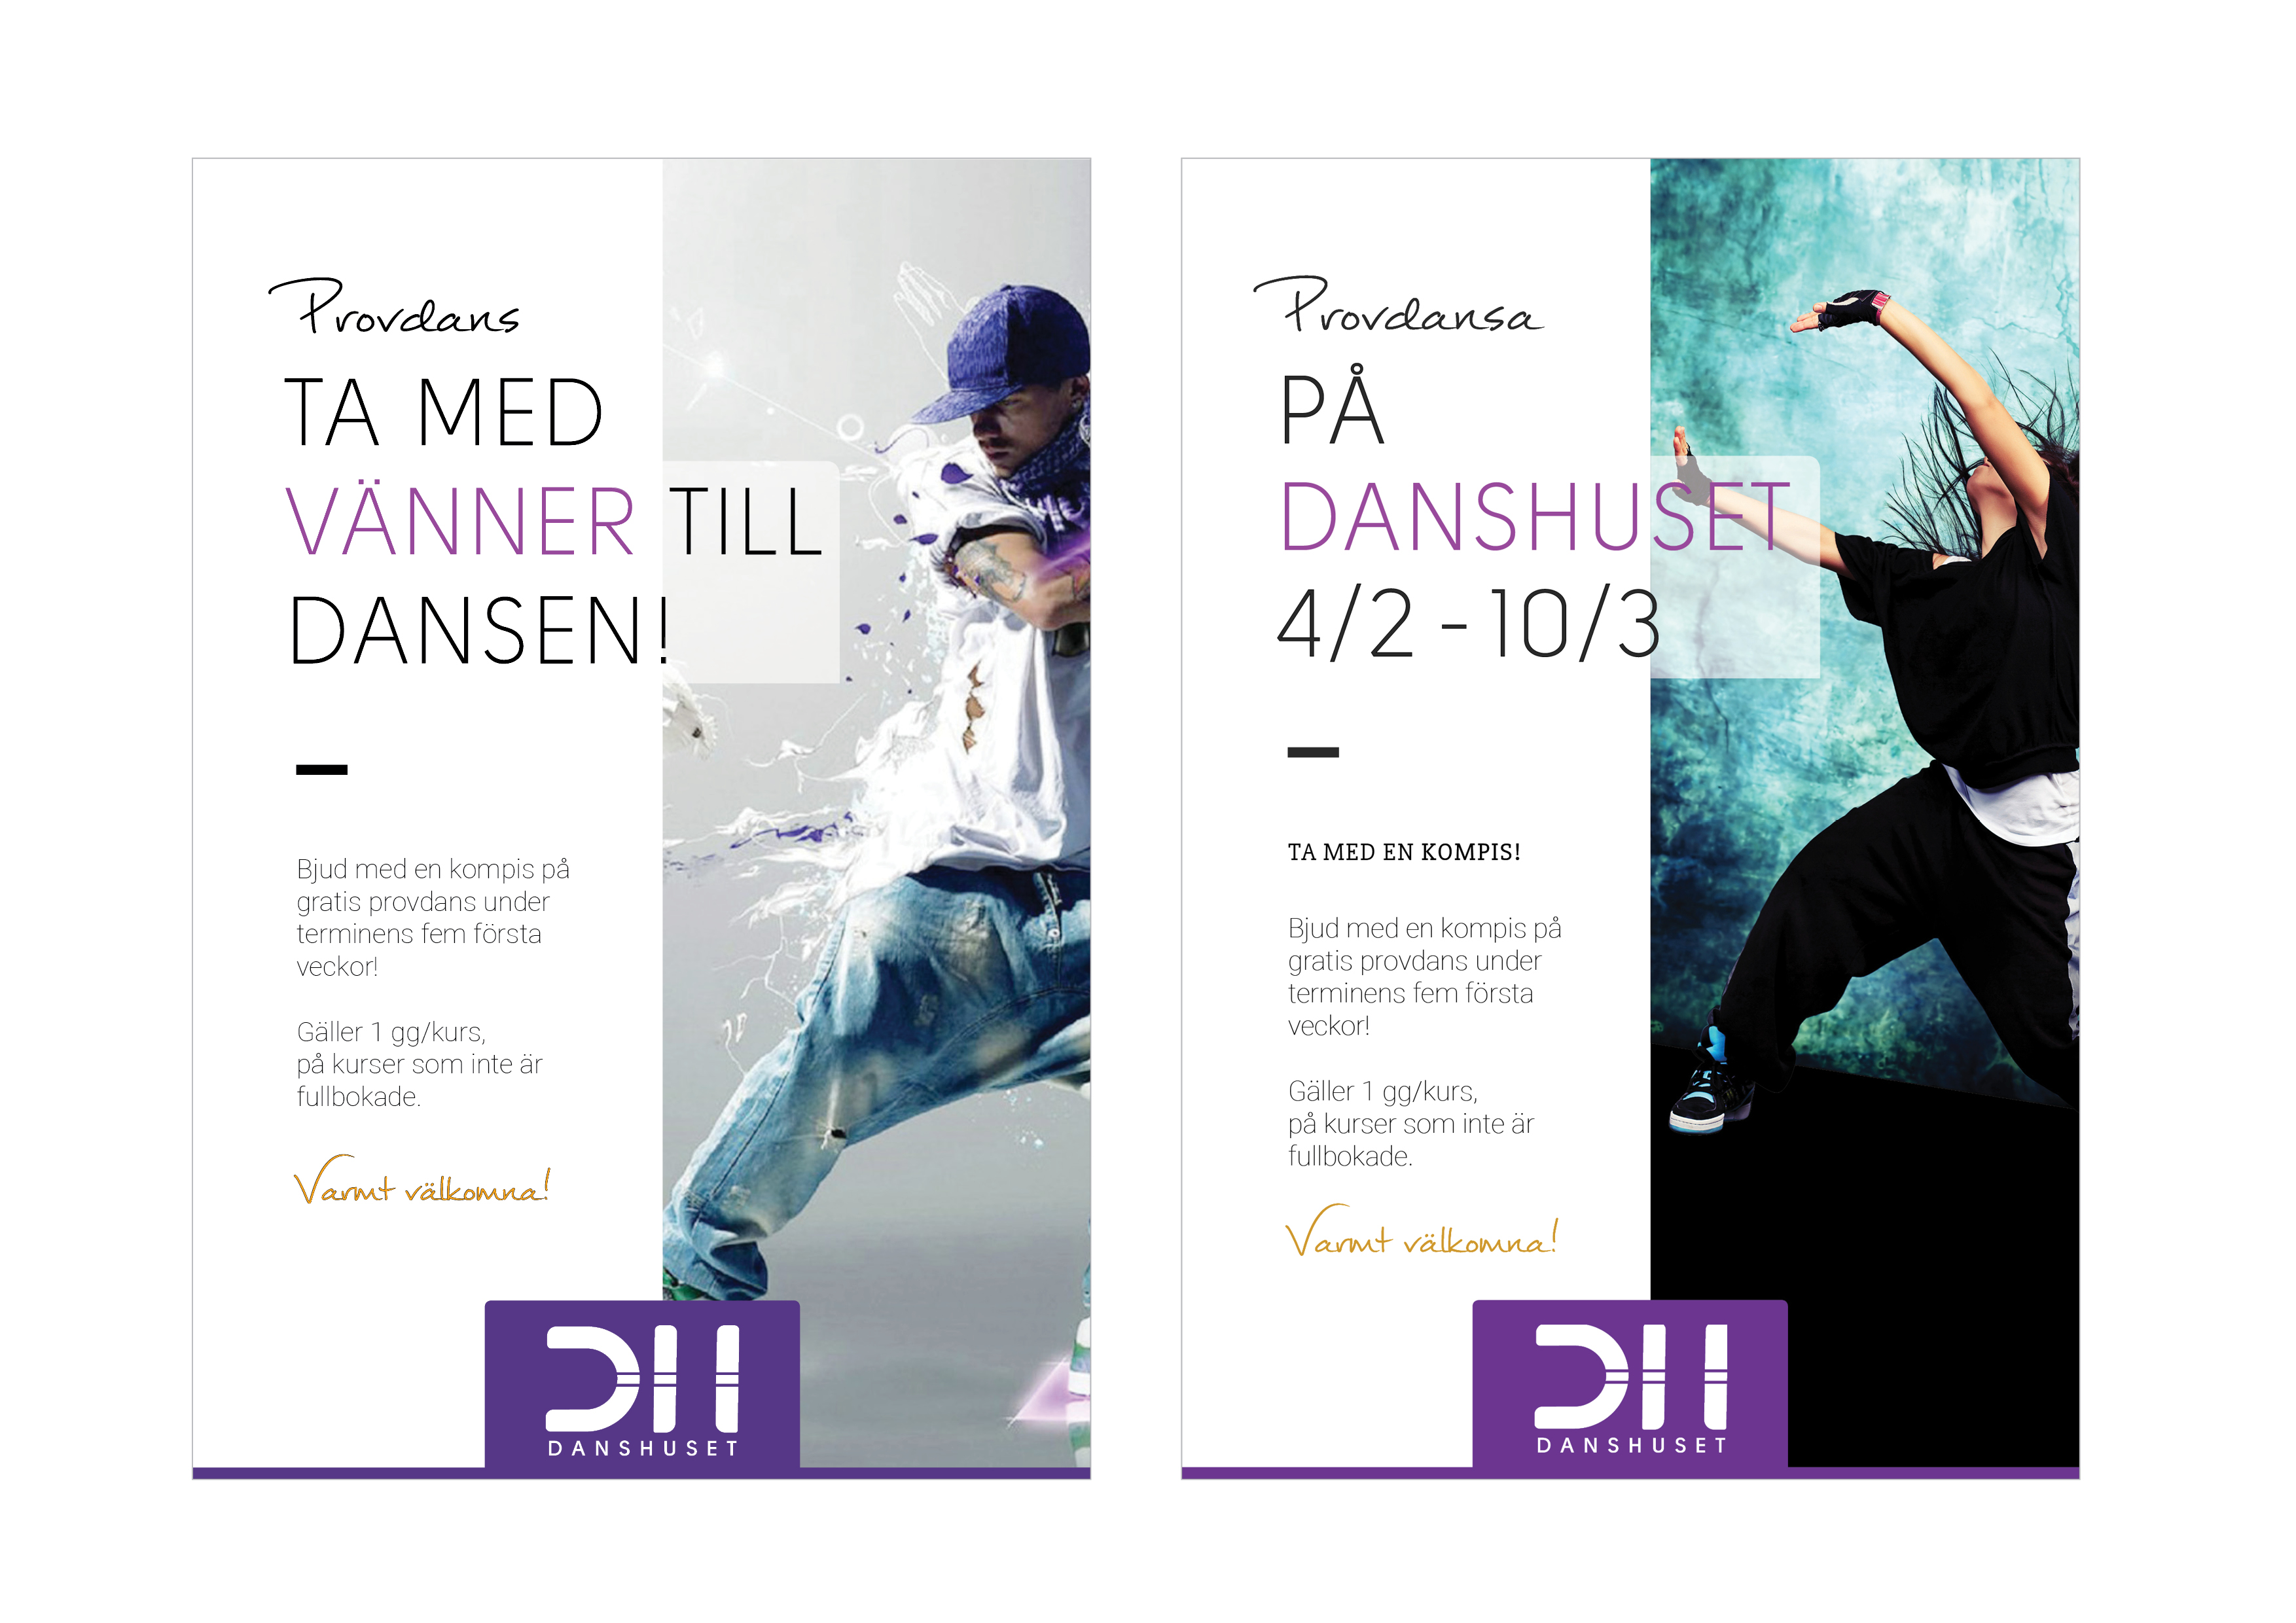 Provdans
TA MED
VÄNNER TILL
DANSEN!
Bjud med en kompis på
gratis provdans under
terminens fem första
veckor!
Gäller 1 gg/kurs,
på kurser som inte är
fullbokade.
Varmt välkomna!
DH
DANSHUSET
Provdansa
PÅ
DANSHUSET
4/2 - 10/3
TA MED EN KOMPIS!
Bjud med en kompis på
gratis provdans under
terminens fem första
veckor!
Gäller 1 gg/kurs,
på kurser som inte är
fullbokade.
Varmt välkomna!
DH
DANSHUSET